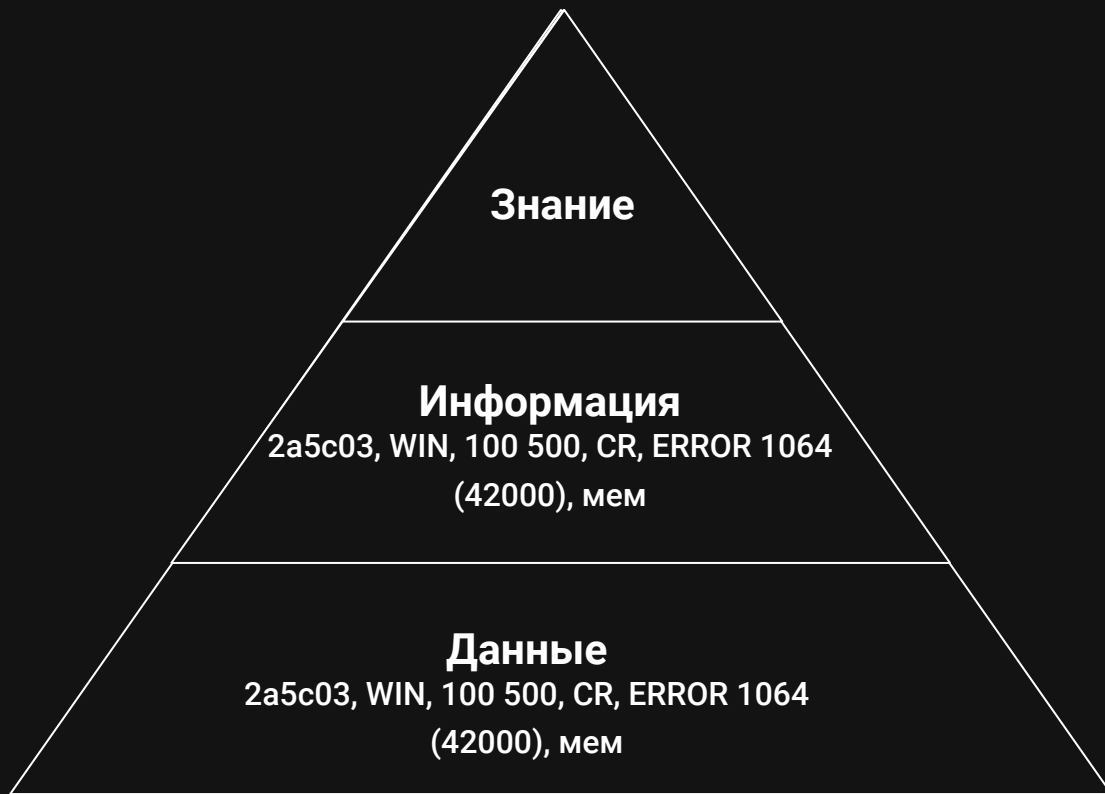 Знание
Информация
2a5c03, WIN, 100 500, CR, ERROR 1064
(42000), мем
Данные
2a5c03, WIN, 100 500, CR, ERROR 1064
(42000), мем